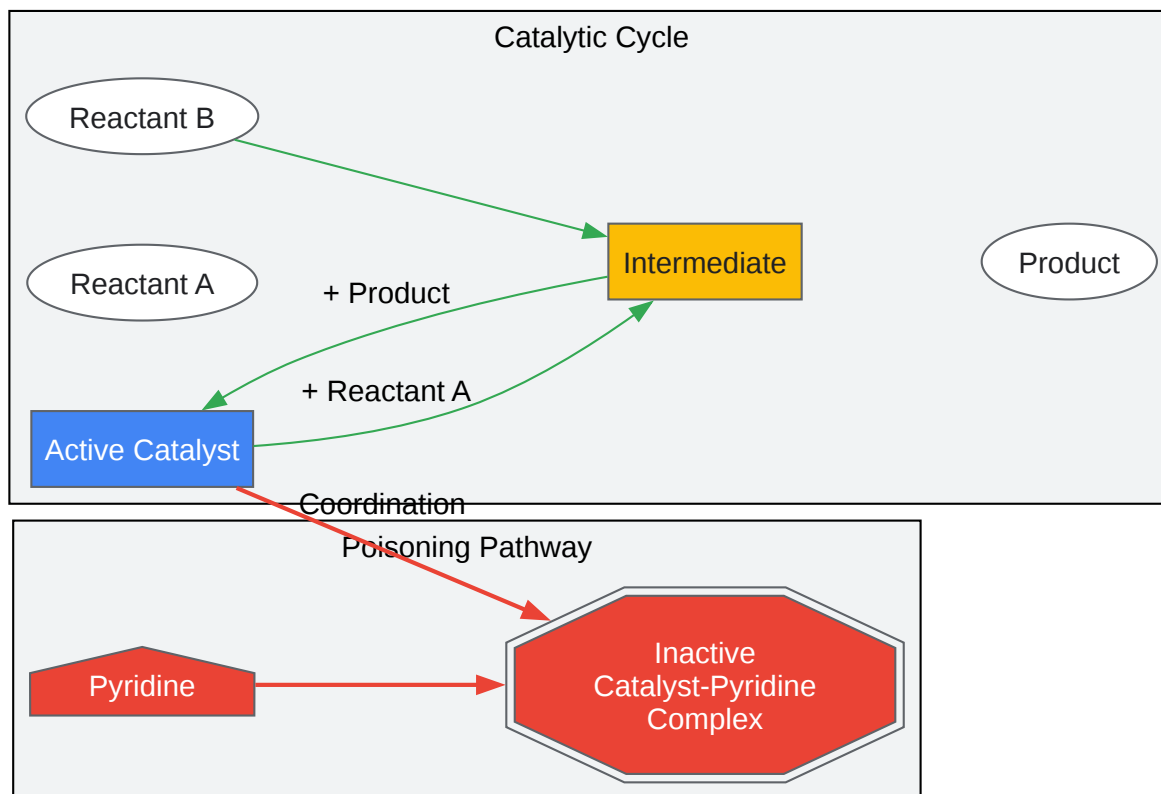 Catalytic Cycle
Reactant B
Intermediate
Product
Reactant A
+ Product
+ Reactant A
Active Catalyst
Coordination
Poisoning Pathway
Pyridine
Inactive
Catalyst-Pyridine
Complex